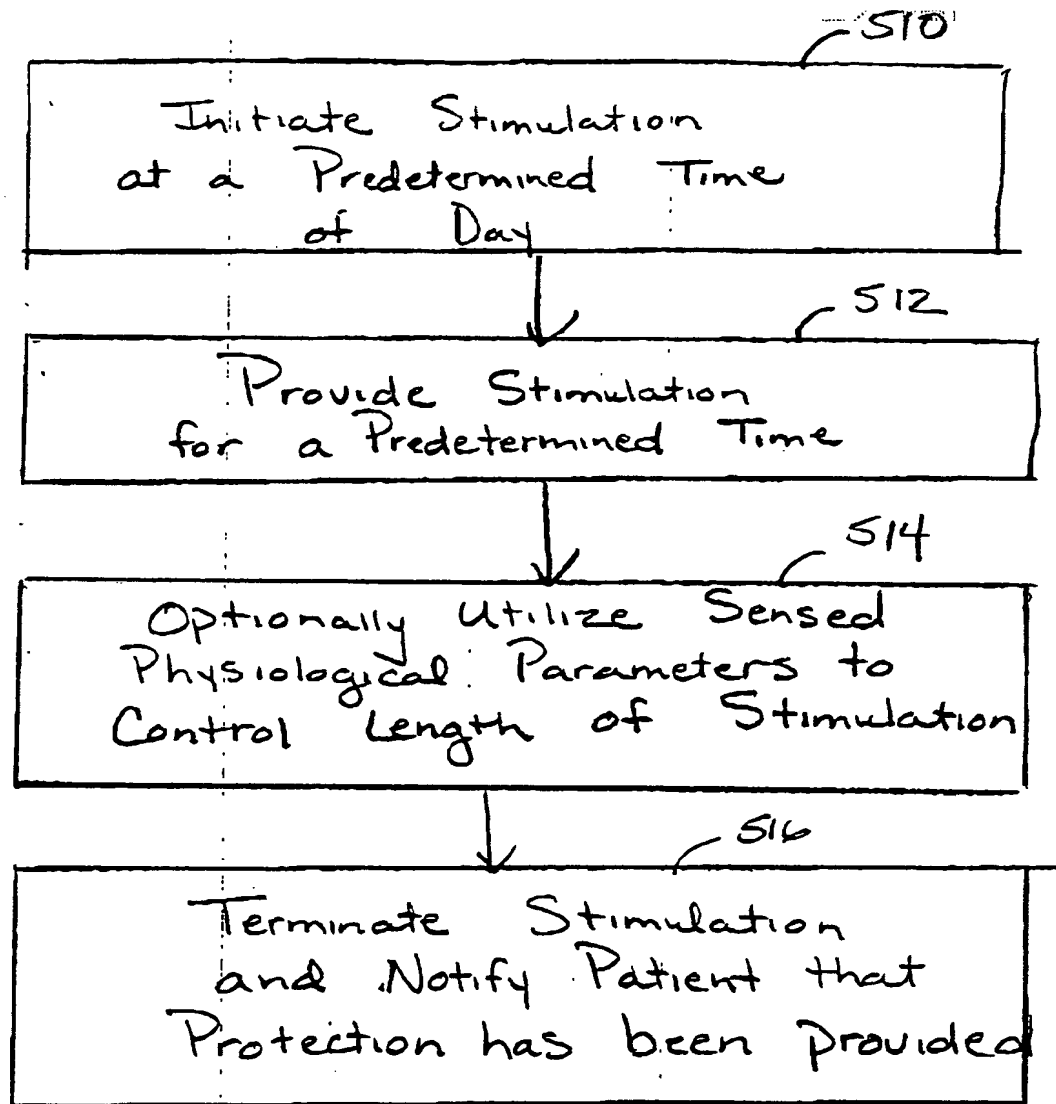 510
Initiate Stimulation
at a Predetermined Time
of Day
512
Provide Stimulation
for a Predetermined Time
514
Optionally Utilize Sensed
Physiological Parameters to
Control Length of Stimulation
516
Terminate Stimulation
and Notify Patient that
Protection has been provided